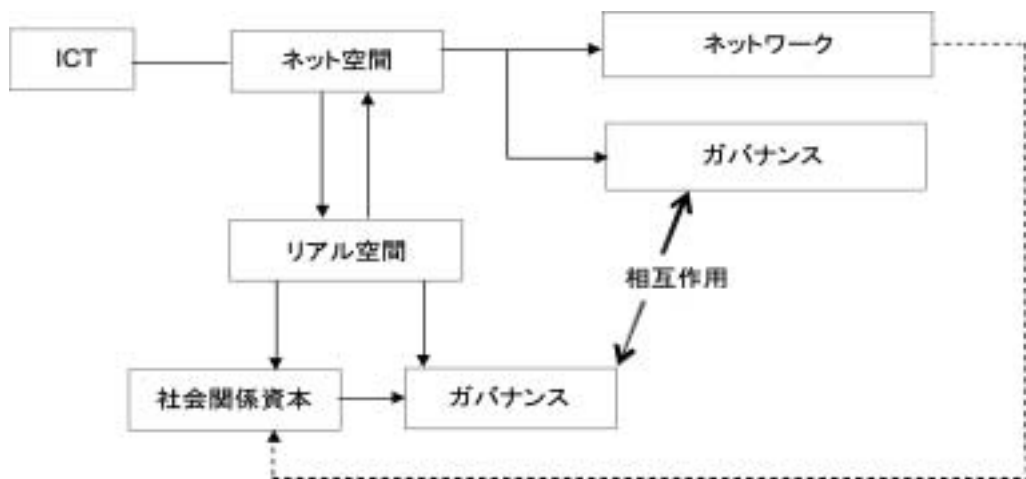 ICT
ネット空間
ネットワーク
ガバナンス
リアル空間
相互作用
社会関係資本
ガバナンス